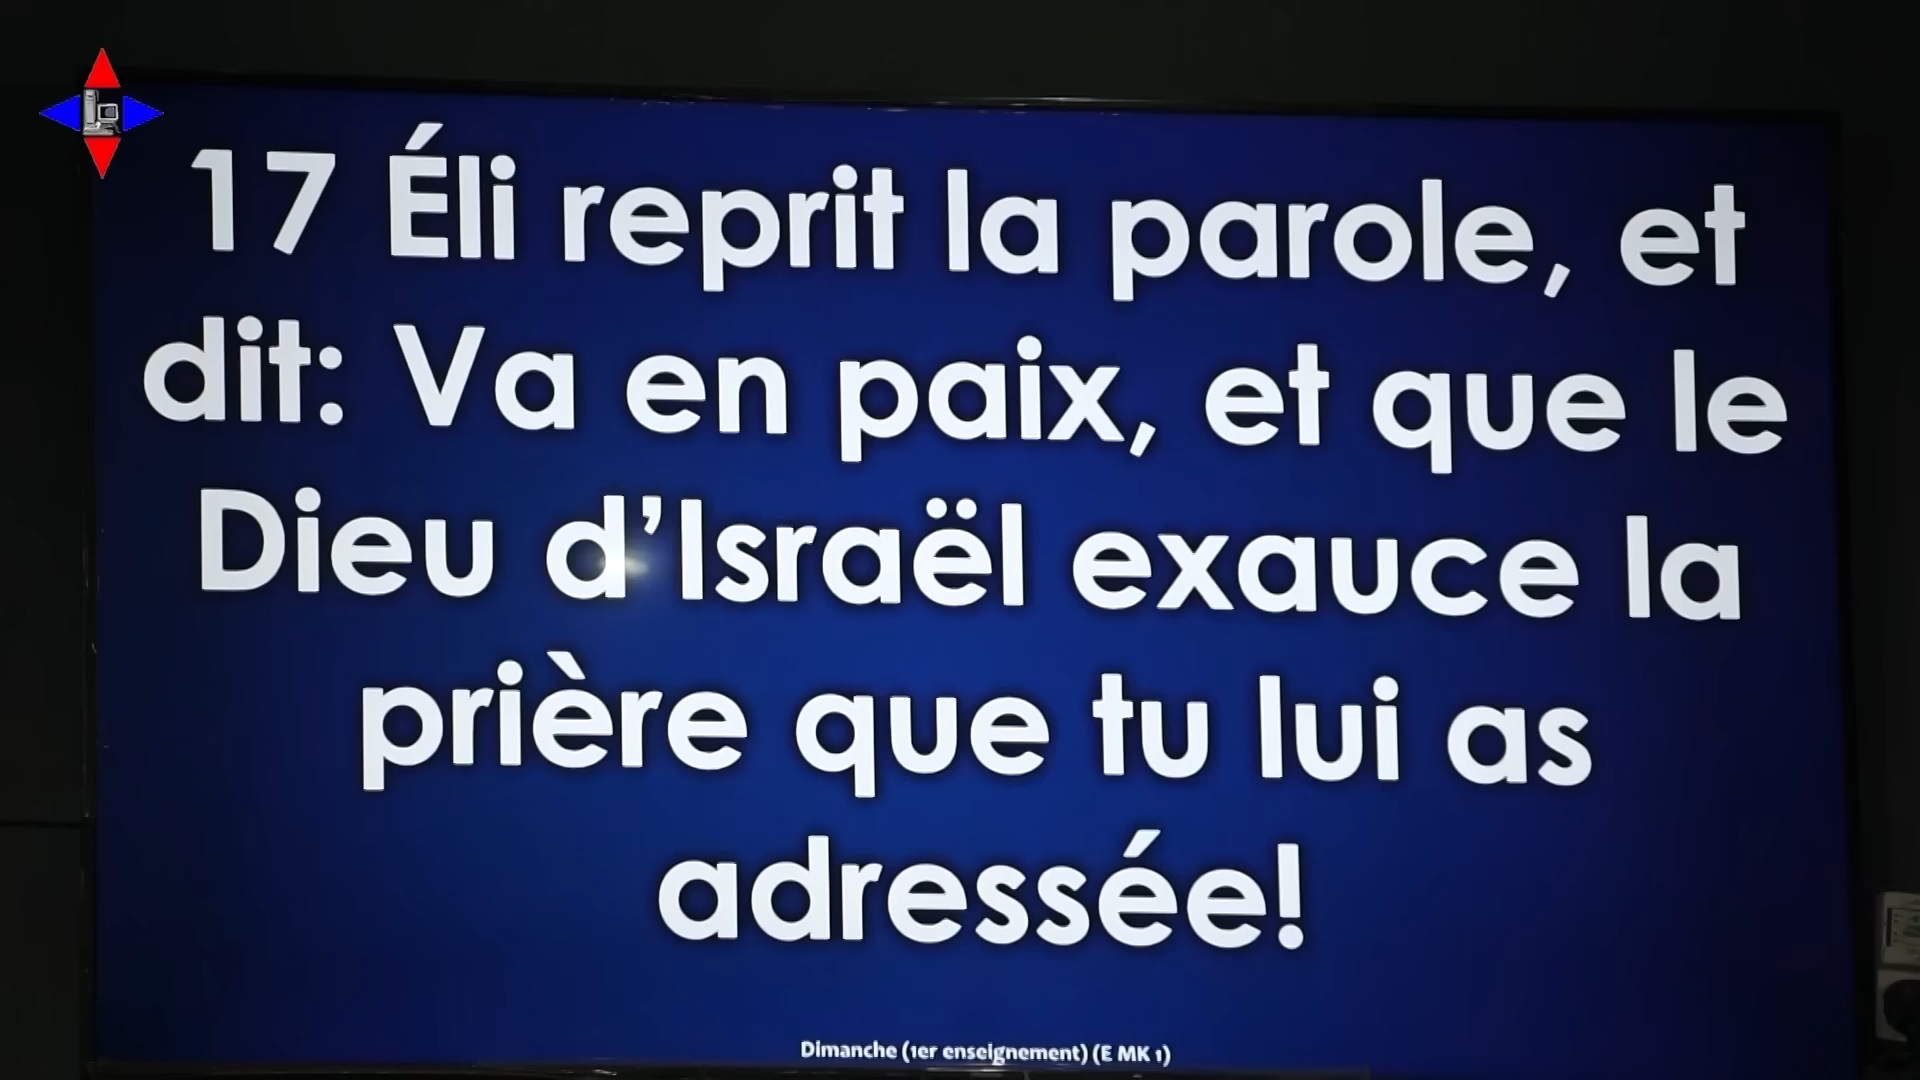 17 Éli reprit la parole, et
dit: Va en paix, et que le
Dieu d’Israël exauce la
prière que tu lui as
adressée!
Dimanche (1er enseignement) (E MK 1)